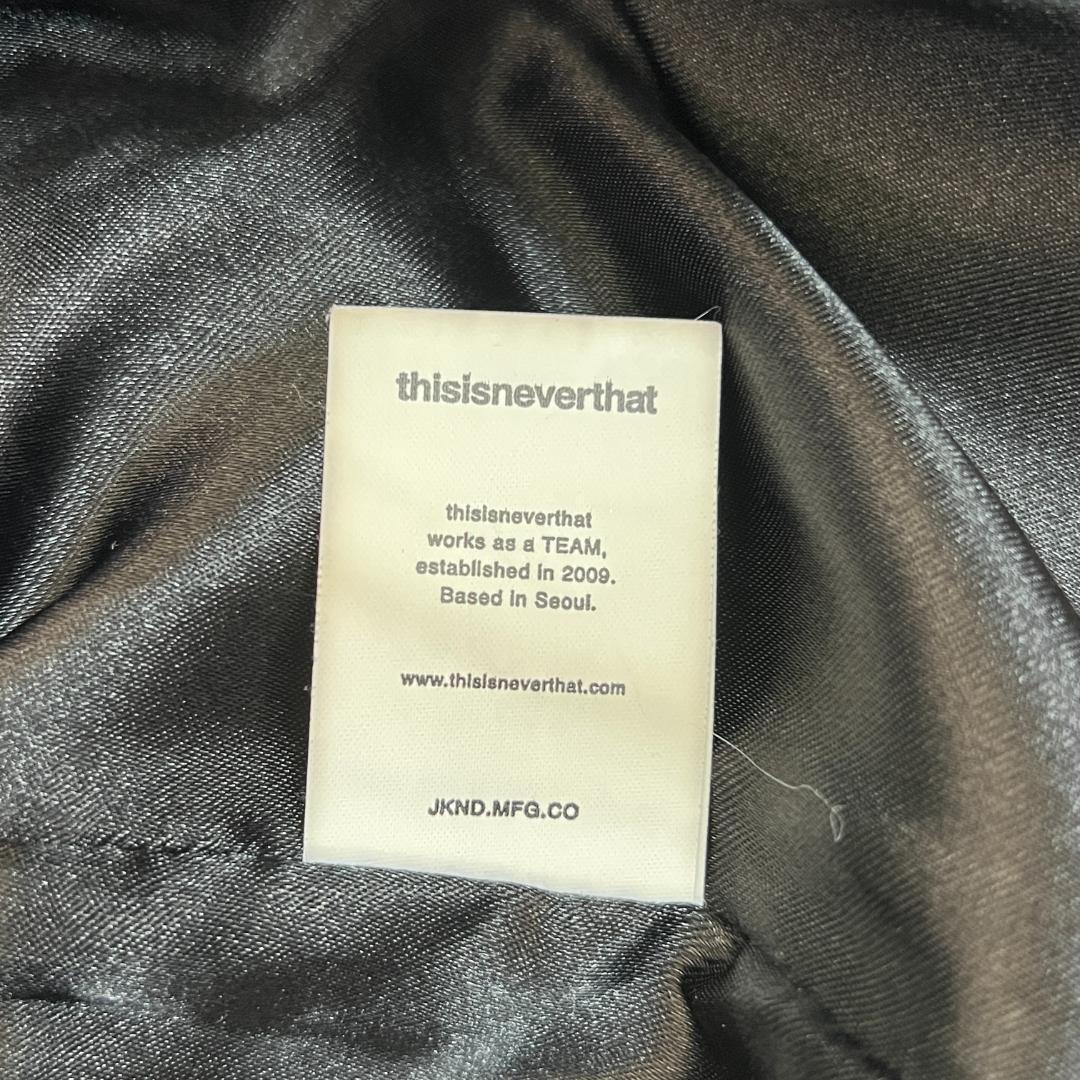 thisisneverthat
thisisneverthat
works as a TEAM,
established in 2009.
Based in Seoul.
www.thisisneverthat.com
JKND.MFG.CO